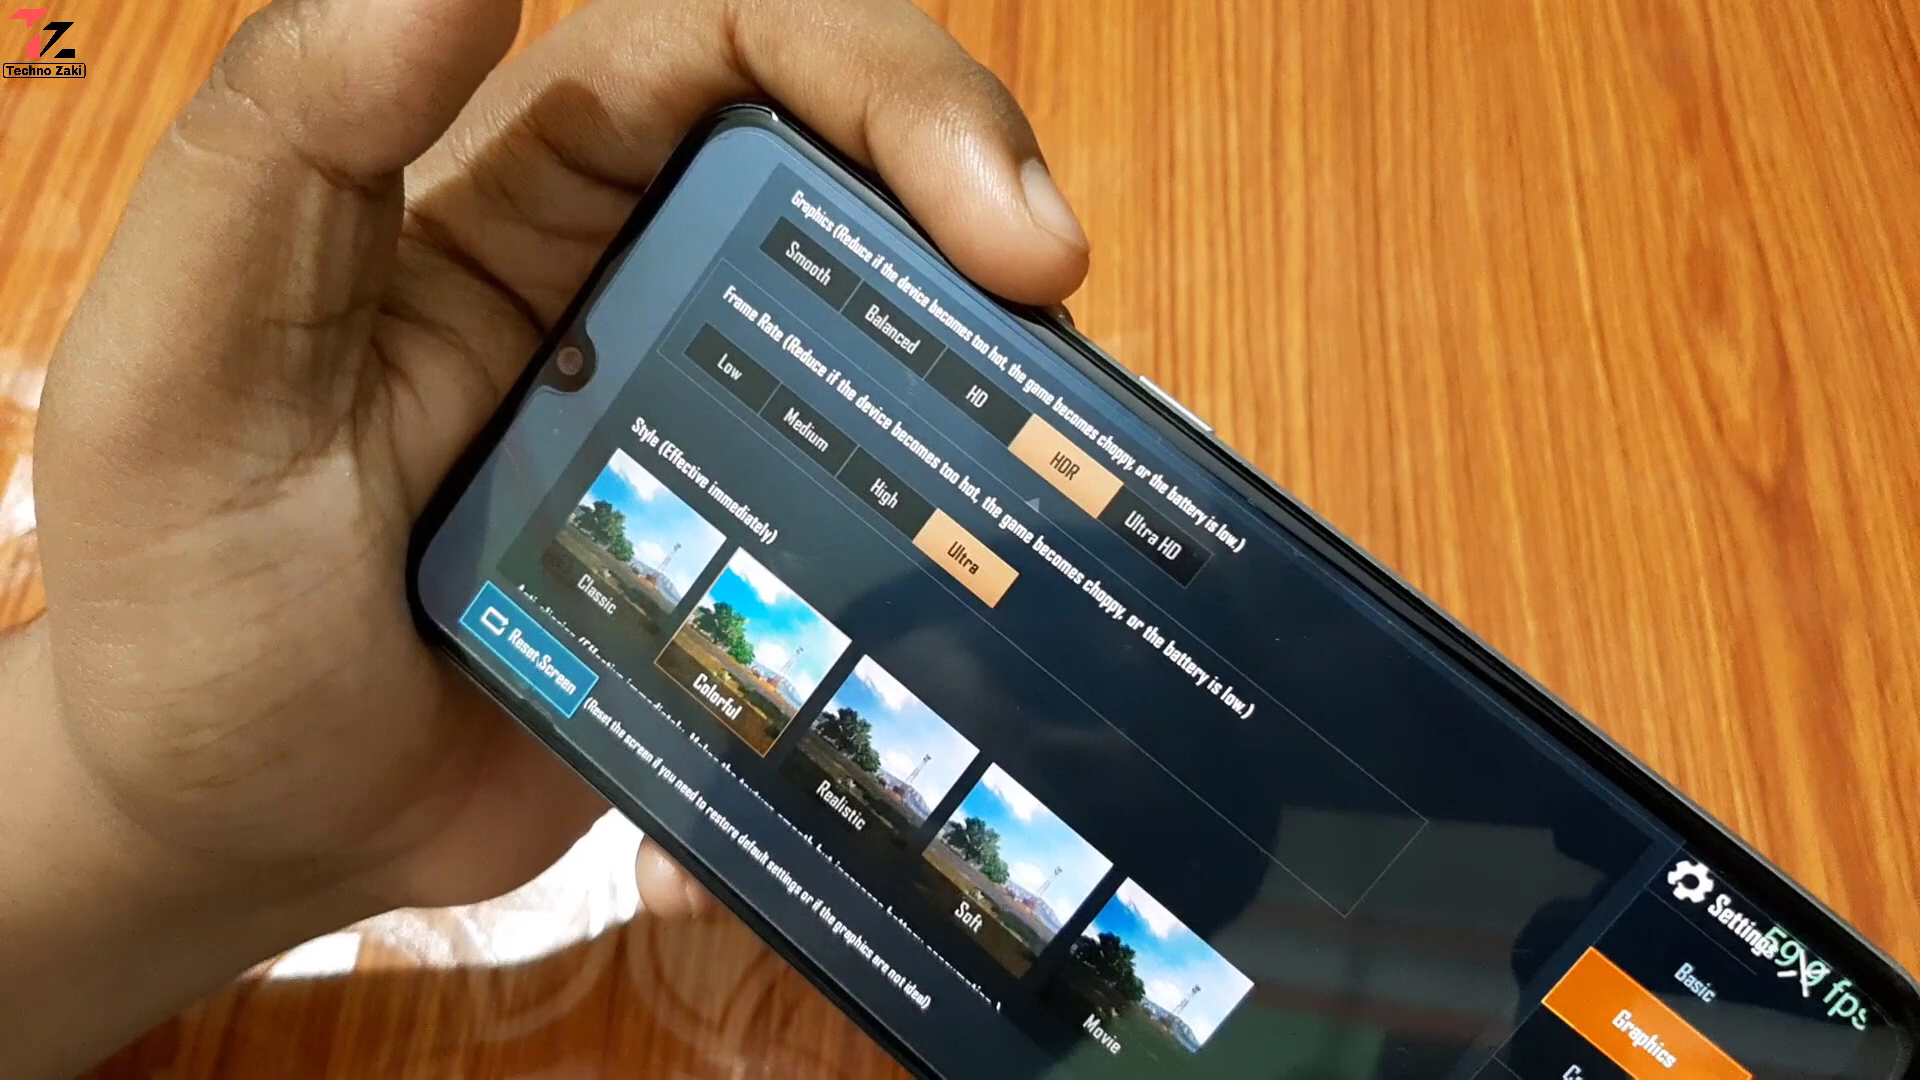 TZ
Techno Zaki
Graphics (Reduce if the device becomes too hot, the game becomes choppy, or the battery is low.)
Smooth
Balanced
HD
HDR
Ultra HD
Frame Rate (Reduce if the device becomes too hot, the game becomes choppy, or the battery is low.)
Low
Medium
High
Ultra
Style (Effective immediately)
Classic
Colorful
Realistic
Soft
Movie
Reset Screen
(Reset the screen if you need to restore default settings or if the graphics are not ideal)
Settings
fps
Basic
Graphics